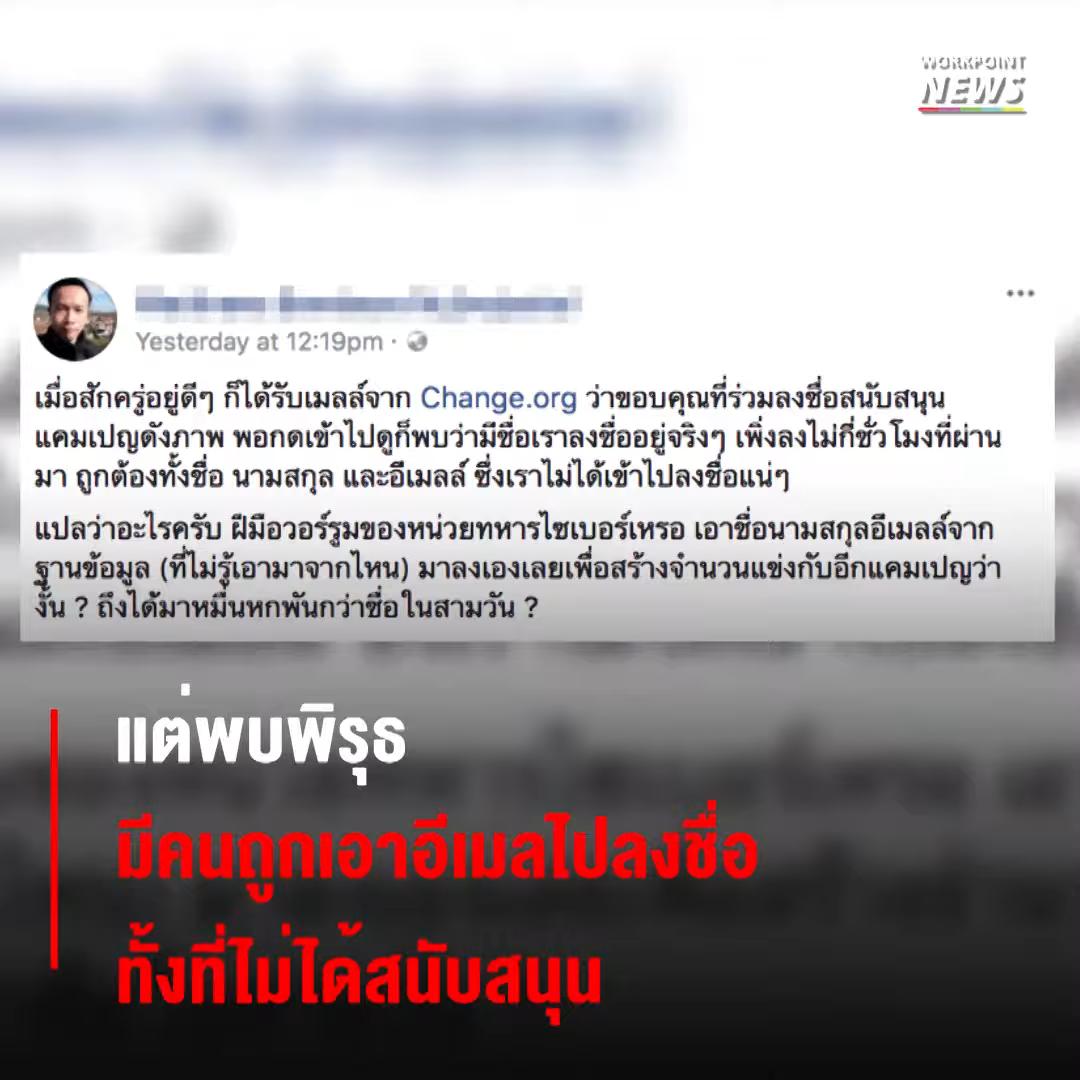 WORKPOINT
NEWS
Yesterday at 12:19pm ·
เมื่อสักครู่อยู่ดีๆ ก็ได้รับเมลล์จาก Change.org ว่าขอบคุณที่ร่วมลงชื่อสนับสนุน
แคมเปญดังภาพ พอกดเข้าไปดูก็พบว่ามีชื่อเราลงชื่ออยู่จริงๆ เพิ่งลงไม่กี่ชั่วโมงที่ผ่าน
มา ถูกต้องทั้งชื่อ นามสกุล และอีเมลล์ ซึ่งเราไม่ได้เข้าไปลงชื่อแน่ๆ
แปลว่าอะไรครับ ฝีมือวอร์รูมของหน่วยทหารไซเบอร์เหรอ เอาชื่อนามสกุลอีเมลล์จาก
ฐานข้อมูล (ที่ไม่รู้เอามาจากไหน) มาลงเองเลยเพื่อสร้างจำนวนแข่งกับอีกแคมเปญว่า
งั้น ? ถึงได้มาหมื่นหกพันกว่าชื่อในสามวัน ?
แต่พบพิรุธ
มีคนถูกเอาอีเมลไปลงชื่อ
ทั้งที่ไม่ได้สนับสนุน